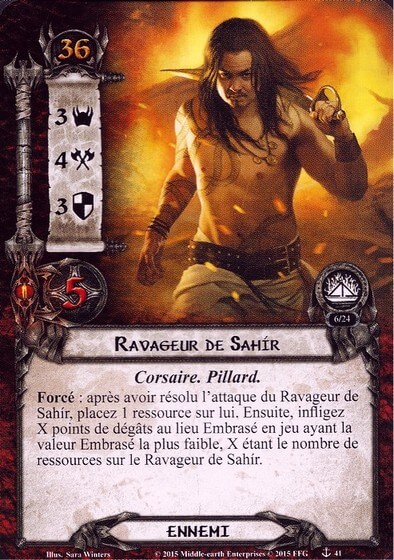 36
3
4
3
5
6/24
Ravageur de Sahír
Corsaire. Pillard.
Forcé : après avoir résolu l'attaque du Ravageur de
Sahír, placez 1 ressource sur lui. Ensuite, infligez
X points de dégâts au lieu Embrasé en jeu ayant la
valeur Embrasé la plus faible, X étant le nombre de
ressources sur le Ravageur de Sahír.
ENNEMI
Illus. Sara Winters © 2015 Middle-earth Enterprises © 2015 FFG 41